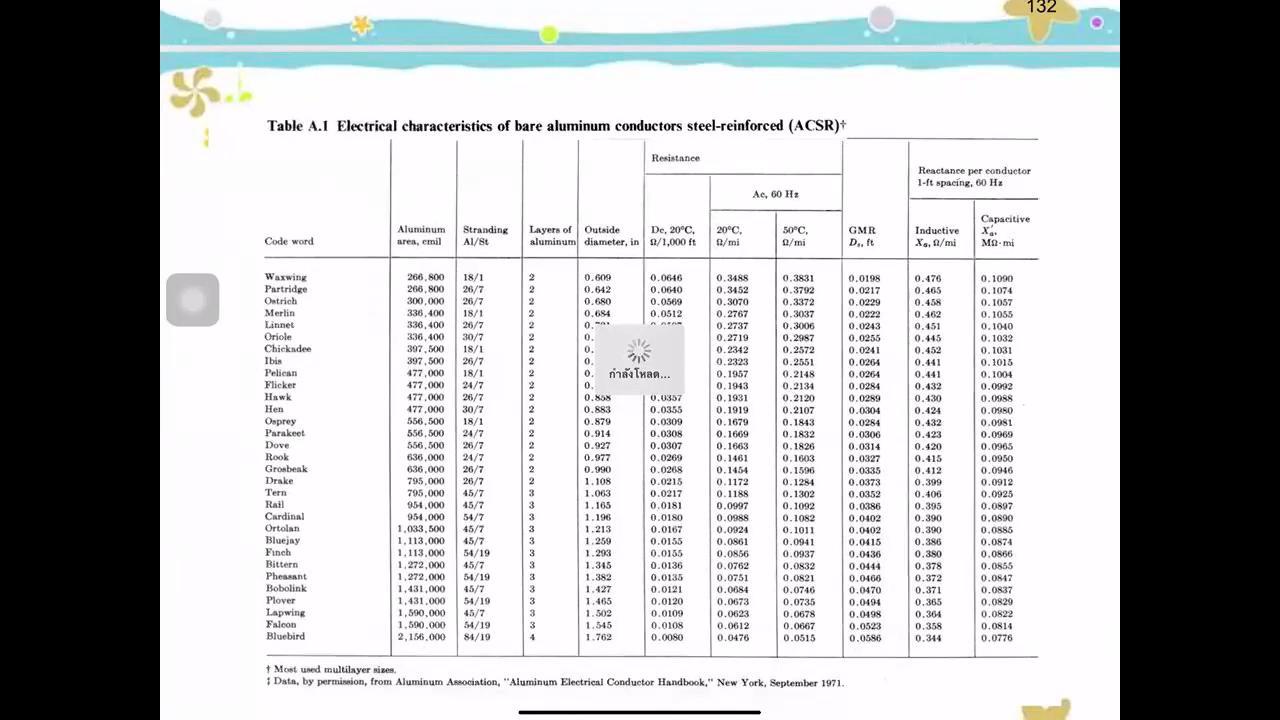 132
Table A.1 Electrical characteristics of bare aluminum conductors steel-reinforced (ACSR)†
Resistance
Reactance per conductor
1-ft spacing, 60 Hz
Ac, 60 Hz
Code word Aluminum area, cmil Stranding Al/St Layers of aluminum Outside diameter, in Dc, 20°C, Ω/1,000 ft 20°C, Ω/mi 50°C, Ω/mi GMR Ds, ft Inductive Xa, Ω/mi Capacitive X′a, MΩ·mi
Waxwing 266,800 18/1 2 0.609 0.0646 0.3488 0.3831 0.0198 0.476 0.1090
Partridge 266,800 26/7 2 0.642 0.0640 0.3452 0.3792 0.0217 0.465 0.1074
Ostrich 300,000 26/7 2 0.680 0.0569 0.3070 0.3372 0.0229 0.458 0.1057
Merlin 336,400 18/1 2 0.684 0.0512 0.2767 0.3037 0.0222 0.462 0.1055
Linnet 336,400 26/7 2 0.2737 0.3006 0.0243 0.451 0.1040
Oriole 336,400 30/7 2 0. 0.2719 0.2987 0.0255 0.445 0.1032
Chickadee 397,500 18/1 2 0. 0.2342 0.2572 0.0241 0.452 0.1031
Ibis 397,500 26/7 2 0. 0.2323 0.2551 0.0264 0.441 0.1015
Pelican 477,000 18/1 2 0. 0.1957 0.2148 0.0264 0.441 0.1004
Flicker 477,000 24/7 2 0. 0.1943 0.2134 0.0284 0.432 0.0992
Hawk 477,000 26/7 2 0.858 0.0357 0.1931 0.2120 0.0289 0.430 0.0988
Hen 477,000 30/7 2 0.883 0.0355 0.1919 0.2107 0.0304 0.424 0.0980
Osprey 556,500 18/1 2 0.879 0.0309 0.1679 0.1843 0.0284 0.432 0.0981
Parakeet 556,500 24/7 2 0.914 0.0308 0.1669 0.1832 0.0306 0.423 0.0969
Dove 556,500 26/7 2 0.927 0.0307 0.1663 0.1826 0.0314 0.420 0.0965
Rook 636,000 24/7 2 0.977 0.0269 0.1461 0.1603 0.0327 0.415 0.0950
Grosbeak 636,000 26/7 2 0.990 0.0268 0.1454 0.1596 0.0335 0.412 0.0946
Drake 795,000 26/7 2 1.108 0.0215 0.1172 0.1284 0.0373 0.399 0.0912
Tern 795,000 45/7 3 1.063 0.0217 0.1188 0.1302 0.0352 0.406 0.0925
Rail 954,000 45/7 3 1.165 0.0181 0.0997 0.1092 0.0386 0.395 0.0897
Cardinal 954,000 54/7 3 1.196 0.0180 0.0988 0.1082 0.0402 0.390 0.0890
Ortolan 1,033,500 45/7 3 1.213 0.0167 0.0924 0.1011 0.0402 0.390 0.0885
Bluejay 1,113,000 45/7 3 1.259 0.0155 0.0861 0.0941 0.0415 0.386 0.0874
Finch 1,113,000 54/19 3 1.293 0.0155 0.0856 0.0937 0.0436 0.380 0.0866
Bittern 1,272,000 45/7 3 1.345 0.0136 0.0762 0.0832 0.0444 0.378 0.0855
Pheasant 1,272,000 54/19 3 1.382 0.0135 0.0751 0.0821 0.0466 0.372 0.0847
Bobolink 1,431,000 45/7 3 1.427 0.0121 0.0684 0.0746 0.0470 0.371 0.0837
Plover 1,431,000 54/19 3 1.465 0.0120 0.0673 0.0735 0.0494 0.365 0.0829
Lapwing 1,590,000 45/7 3 1.502 0.0109 0.0623 0.0678 0.0498 0.364 0.0822
Falcon 1,590,000 54/19 3 1.545 0.0108 0.0612 0.0667 0.0523 0.358 0.0814
Bluebird 2,156,000 84/19 4 1.762 0.0080 0.0476 0.0515 0.0586 0.344 0.0776
กำลังโหลด...
† Most used multilayer sizes.
‡ Data, by permission, from Aluminum Association, "Aluminum Electrical Conductor Handbook," New York, September 1971.